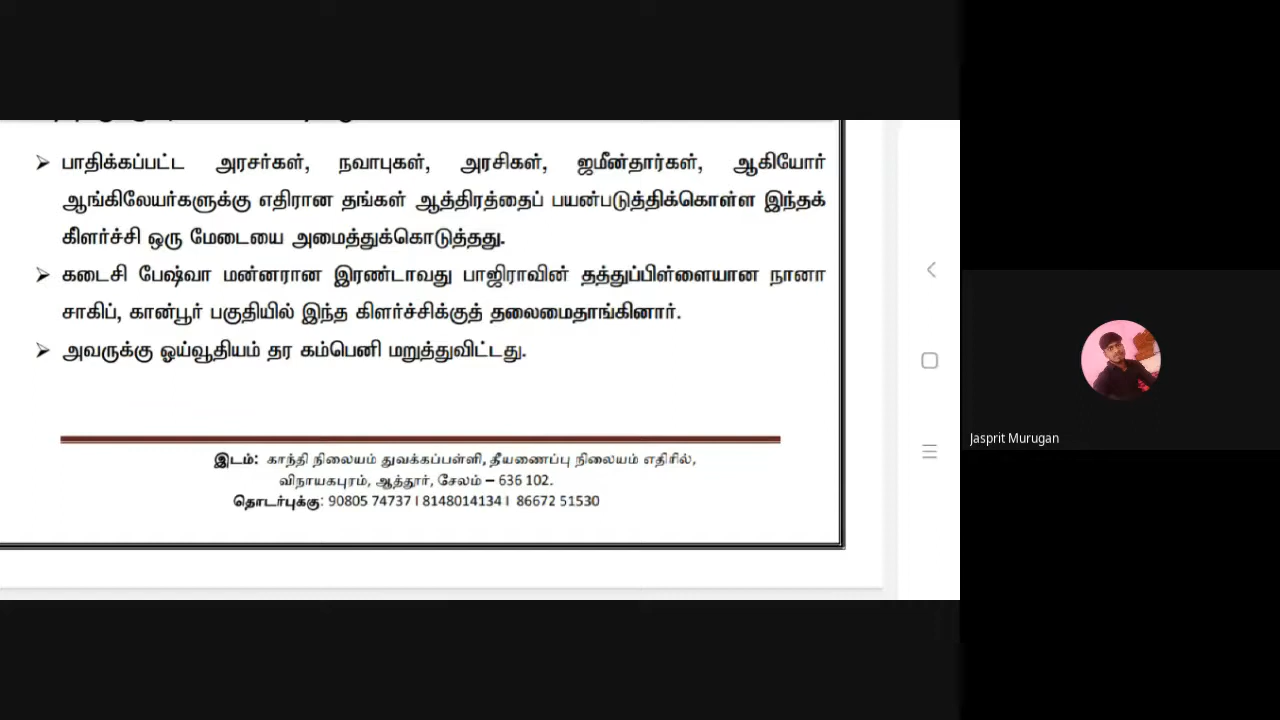 ➢ பாதிக்கப்பட்ட அரசர்கள், நவாபுகள், அரசிகள், ஜமீன்தார்கள், ஆகியோர்
ஆங்கிலேயர்களுக்கு எதிரான தங்கள் ஆத்திரத்தைப் பயன்படுத்திக்கொள்ள இந்தக்
கிளர்ச்சி ஒரு மேடையை அமைத்துக்கொடுத்தது.
➢ கடைசி பேஷ்வா மன்னரான இரண்டாவது பாஜிராவின் தத்துப்பிள்ளையான நானா
சாகிப், கான்பூர் பகுதியில் இந்த கிளர்ச்சிக்குத் தலைமைதாங்கினார்.
➢ அவருக்கு ஒய்வூதியம் தர கம்பெனி மறுத்துவிட்டது.
இடம்: காந்தி நிலையம் துவக்கப்பள்ளி, தீயணைப்பு நிலையம் எதிரில்,
விநாயகபுரம், ஆத்தூர், சேலம் – 636 102.
தொடர்புக்கு: 90805 74737 I 8148014134 I 86672 51530
Jasprit Murugan